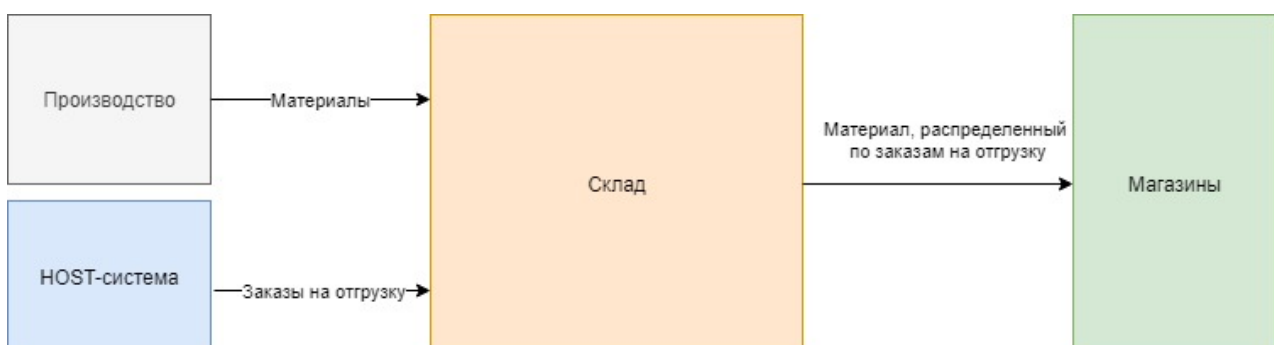 Производство
Материалы
Материал, распределенный
по заказам на отгрузку
Склад
Магазины
HOST-система
Заказы на отгрузку